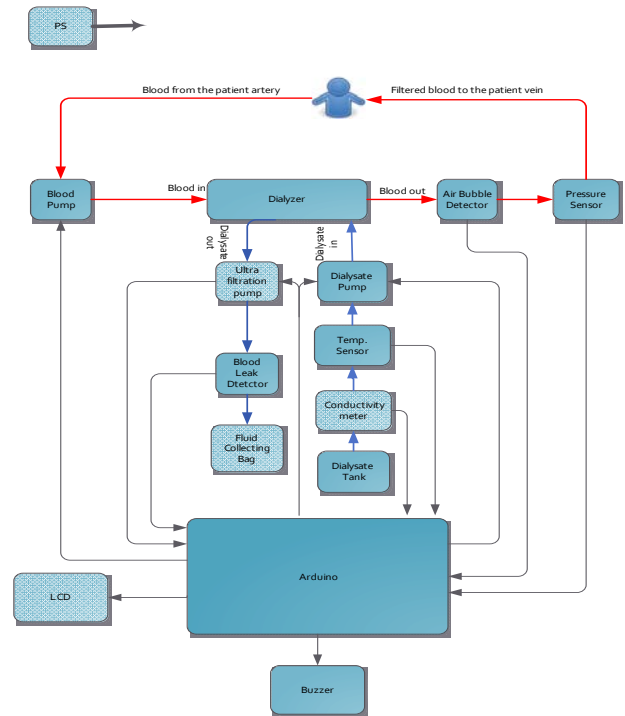 PS
Blood from the patient artery
Filtered blood to the patient vein
Blood
Pump
Blood in
Dialyzer
Blood out
Air Bubble
Detector
Pressure
Sensor
Dialysate
out
Dialysate
in
Ultra
filtration
pump
Dialysate
Pump
Temp.
Sensor
Blood
Leak
Dtetctor
Conductivity
meter
Fluid
Collecting
Bag
Dialysate
Tank
Arduino
LCD
Buzzer